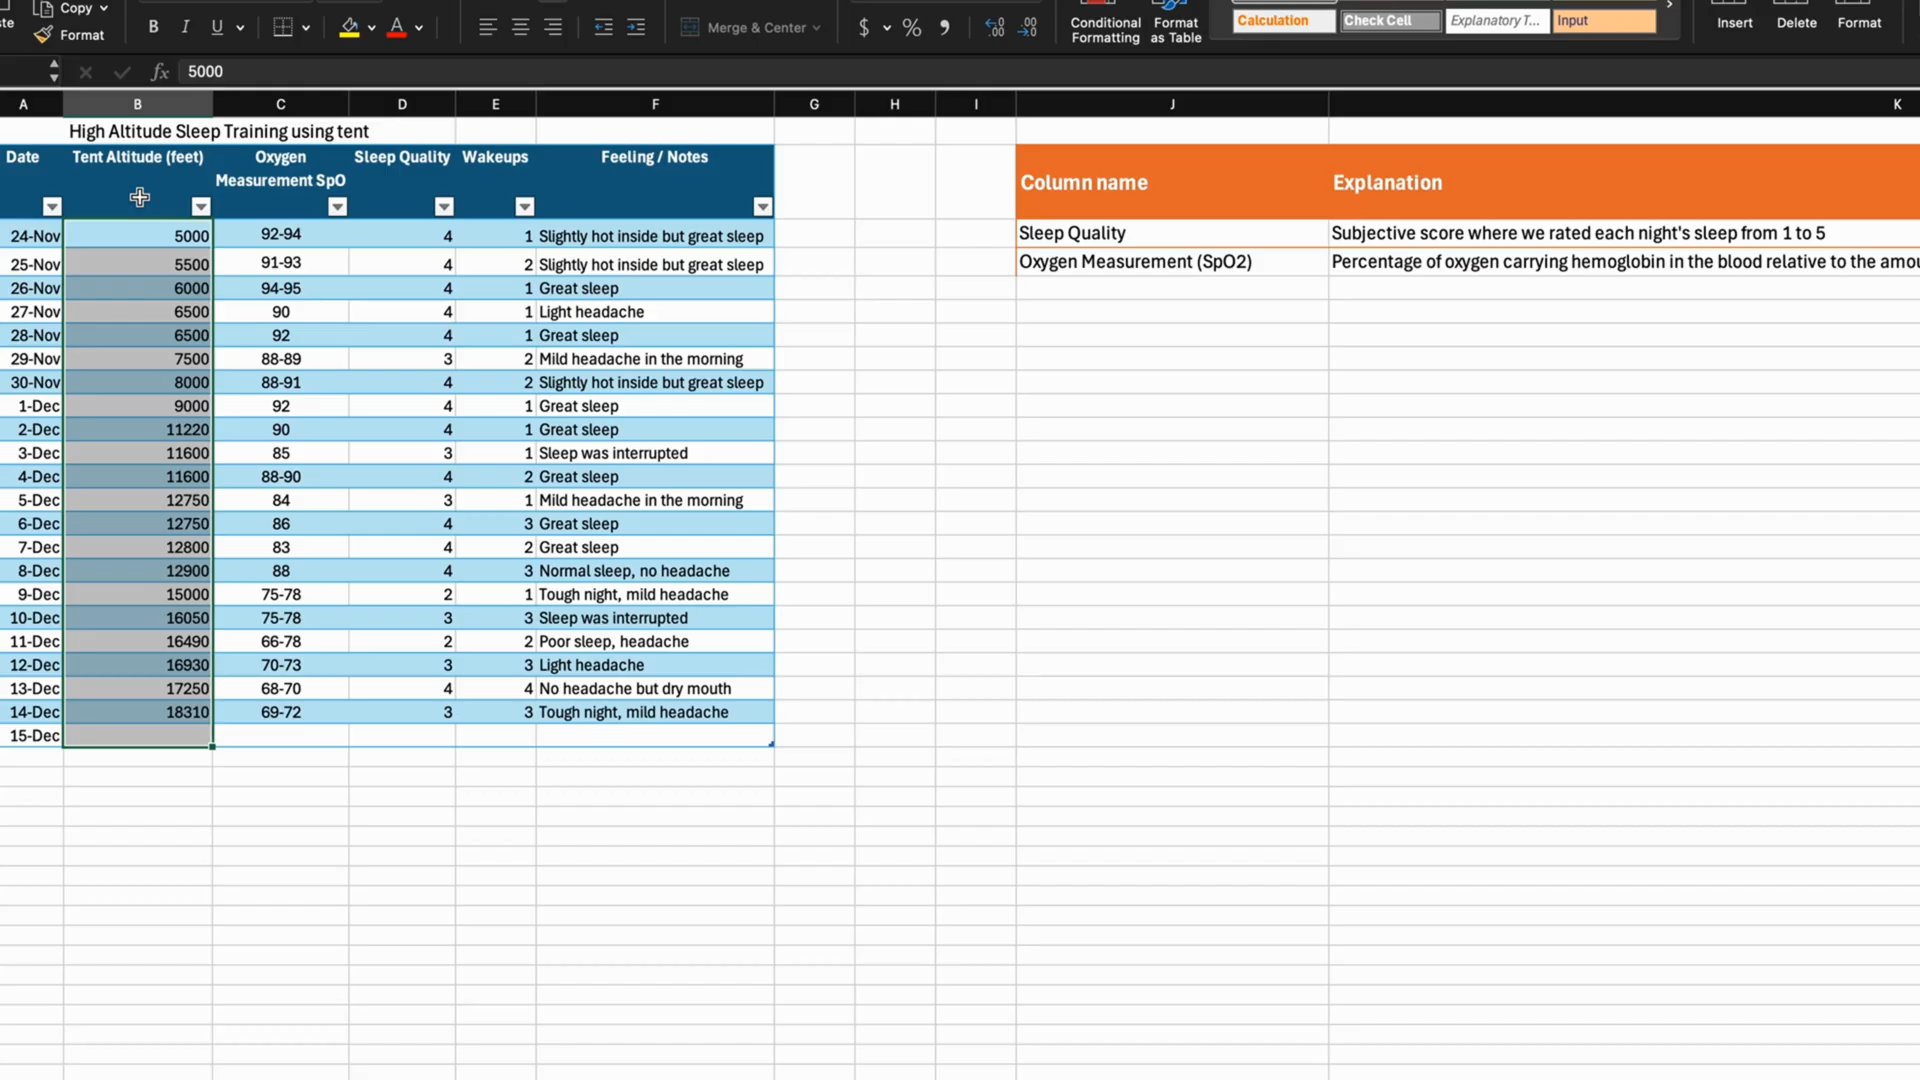 Copy
Format
B I U
A
Merge & Center
$ % ,
Conditional
Formatting
Format
as Table
Calculation
Check Cell
Explanatory T...
Input
Insert
Delete
Format
fx 5000
A B C D E F G H I J K
High Altitude Sleep Training using tent
Date Tent Altitude (feet) Oxygen Sleep Quality Wakeups Feeling / Notes
Measurement SpO
24-Nov 5000 92-94 4 1 Slightly hot inside but great sleep
25-Nov 5500 91-93 4 2 Slightly hot inside but great sleep
26-Nov 6000 94-95 4 1 Great sleep
27-Nov 6500 90 4 1 Light headache
28-Nov 6500 92 4 1 Great sleep
29-Nov 7500 88-89 3 2 Mild headache in the morning
30-Nov 8000 88-91 4 2 Slightly hot inside but great sleep
1-Dec 9000 92 4 1 Great sleep
2-Dec 11220 90 4 1 Great sleep
3-Dec 11600 85 3 1 Sleep was interrupted
4-Dec 11600 88-90 4 2 Great sleep
5-Dec 12750 84 3 1 Mild headache in the morning
6-Dec 12750 86 4 3 Great sleep
7-Dec 12800 83 4 2 Great sleep
8-Dec 12900 88 4 3 Normal sleep, no headache
9-Dec 15000 75-78 2 1 Tough night, mild headache
10-Dec 16050 75-78 3 3 Sleep was interrupted
11-Dec 16490 66-78 2 2 Poor sleep, headache
12-Dec 16930 70-73 3 3 Light headache
13-Dec 17250 68-70 4 4 No headache but dry mouth
14-Dec 18310 69-72 3 3 Tough night, mild headache
15-Dec
Column name Explanation
Sleep Quality Subjective score where we rated each night's sleep from 1 to 5
Oxygen Measurement (SpO2) Percentage of oxygen carrying hemoglobin in the blood relative to the amou